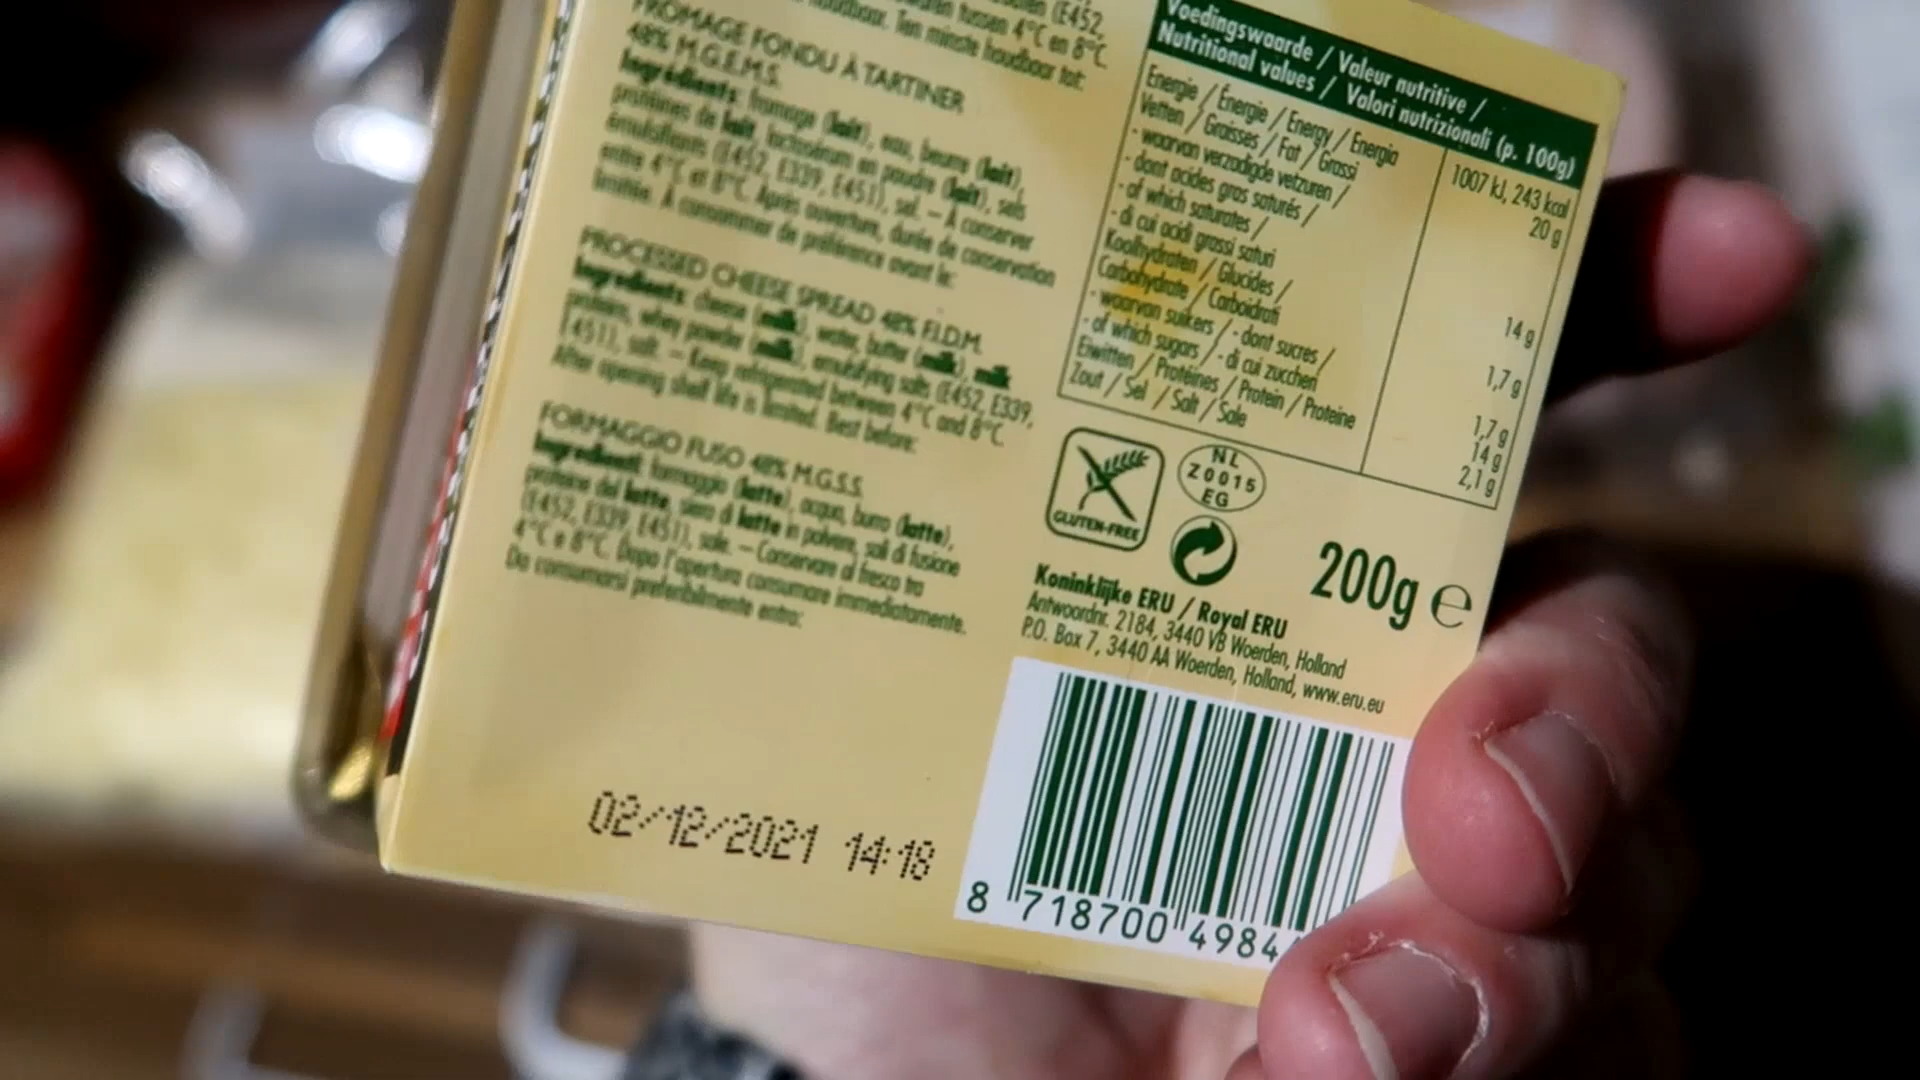 (E452,
tussen 4°C en 8°C
houdbaar. Ten minste houdbaar tot:
FROMAGE FONDU À TARTINER
48% M.G.E.M.S.
Ingrédients: fromage (lait), eau, beurre (lait),
protéines de lait, lactosérum en poudre (lait), sels
émulsifiants (E452, E339, E451), sel. – A conserver
entre 4°C et 8°C. Après ouverture, durée de conservation
limitée. A consommer de préférence avant le:
PROCESSED CHEESE SPREAD 48% F.I.D.M.
Ingredients: cheese (milk), water, butter (milk), milk
protein, whey powder (milk), emulsifying salts (E452, E339,
E451), salt. – Keep refrigerated between 4°C and 8°C.
After opening shelf life is limited. Best before:
FORMAGGIO FUSO 48% M.G.S.S.
Ingredienti: formaggio (latte), acqua, burro (latte),
proteine del latte, siero di latte in polvere, sali di fusione
(E452, E339, E451), sale. – Conservare al fresco tra
4°C e 8°C. Dopo l'apertura consumare immediatamente.
Da consumarsi preferibilmente entro:
02/12/2021 14:18
Voedingswaarde / Valeur nutritive /
Nutritional values / Valori nutrizionali (p. 100g)
Energie / Énergie / Energy / Energia 1007 kJ, 243 kcal
Vetten / Graisses / Fat / Grassi 20 g
- waarvan verzadigde vetzuren /
- dont acides gras saturés /
- of which saturates /
- di cui acidi grassi saturi 14 g
Koolhydraten / Glucides /
Carbohydrate / Carboidrati 1,7 g
- waarvan suikers / - dont sucres /
- of which sugars / - di cui zuccheri 1,7 g
Eiwitten / Protéines / Protein / Proteine 14 g
Zout / Sel / Salt / Sale 2,1 g
GLUTEN-FREE
NL
Z0015
EG
200g e
Koninklijke ERU / Royal ERU
Antwoordnr. 2184, 3440 VB Woerden, Holland
P.O. Box 7, 3440 AA Woerden, Holland, www.eru.eu
8 718700 4984